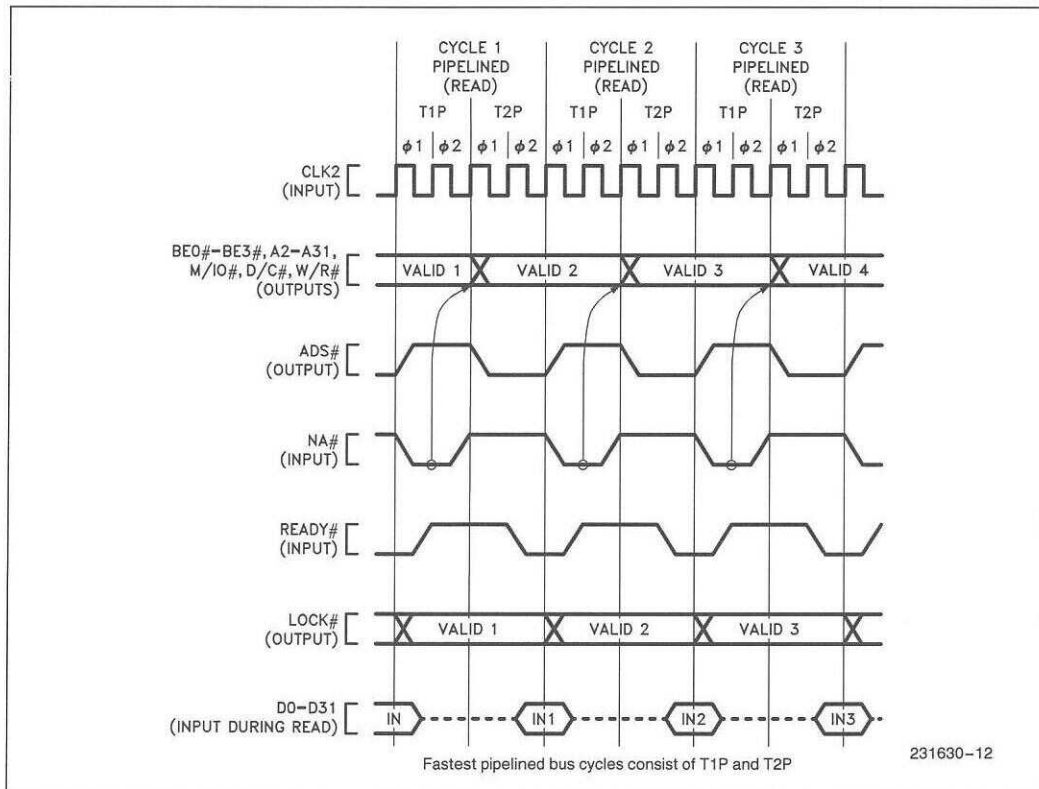 CYCLE 1 CYCLE 2 CYCLE 3
PIPELINED PIPELINED PIPELINED
(READ) (READ) (READ)
T1P T2P T1P T2P T1P T2P
ϕ1 ϕ2 ϕ1 ϕ2 ϕ1 ϕ2 ϕ1 ϕ2 ϕ1 ϕ2 ϕ1 ϕ2
CLK2
(INPUT)
BE0#-BE3#, A2-A31,
M/IO#, D/C#, W/R#
(OUTPUTS)
VALID 1 VALID 2 VALID 3 VALID 4
ADS#
(OUTPUT)
NA#
(INPUT)
READY#
(INPUT)
LOCK#
(OUTPUT)
VALID 1 VALID 2 VALID 3
D0-D31
(INPUT DURING READ)
IN IN1 IN2 IN3
231630-12
Fastest pipelined bus cycles consist of T1P and T2P